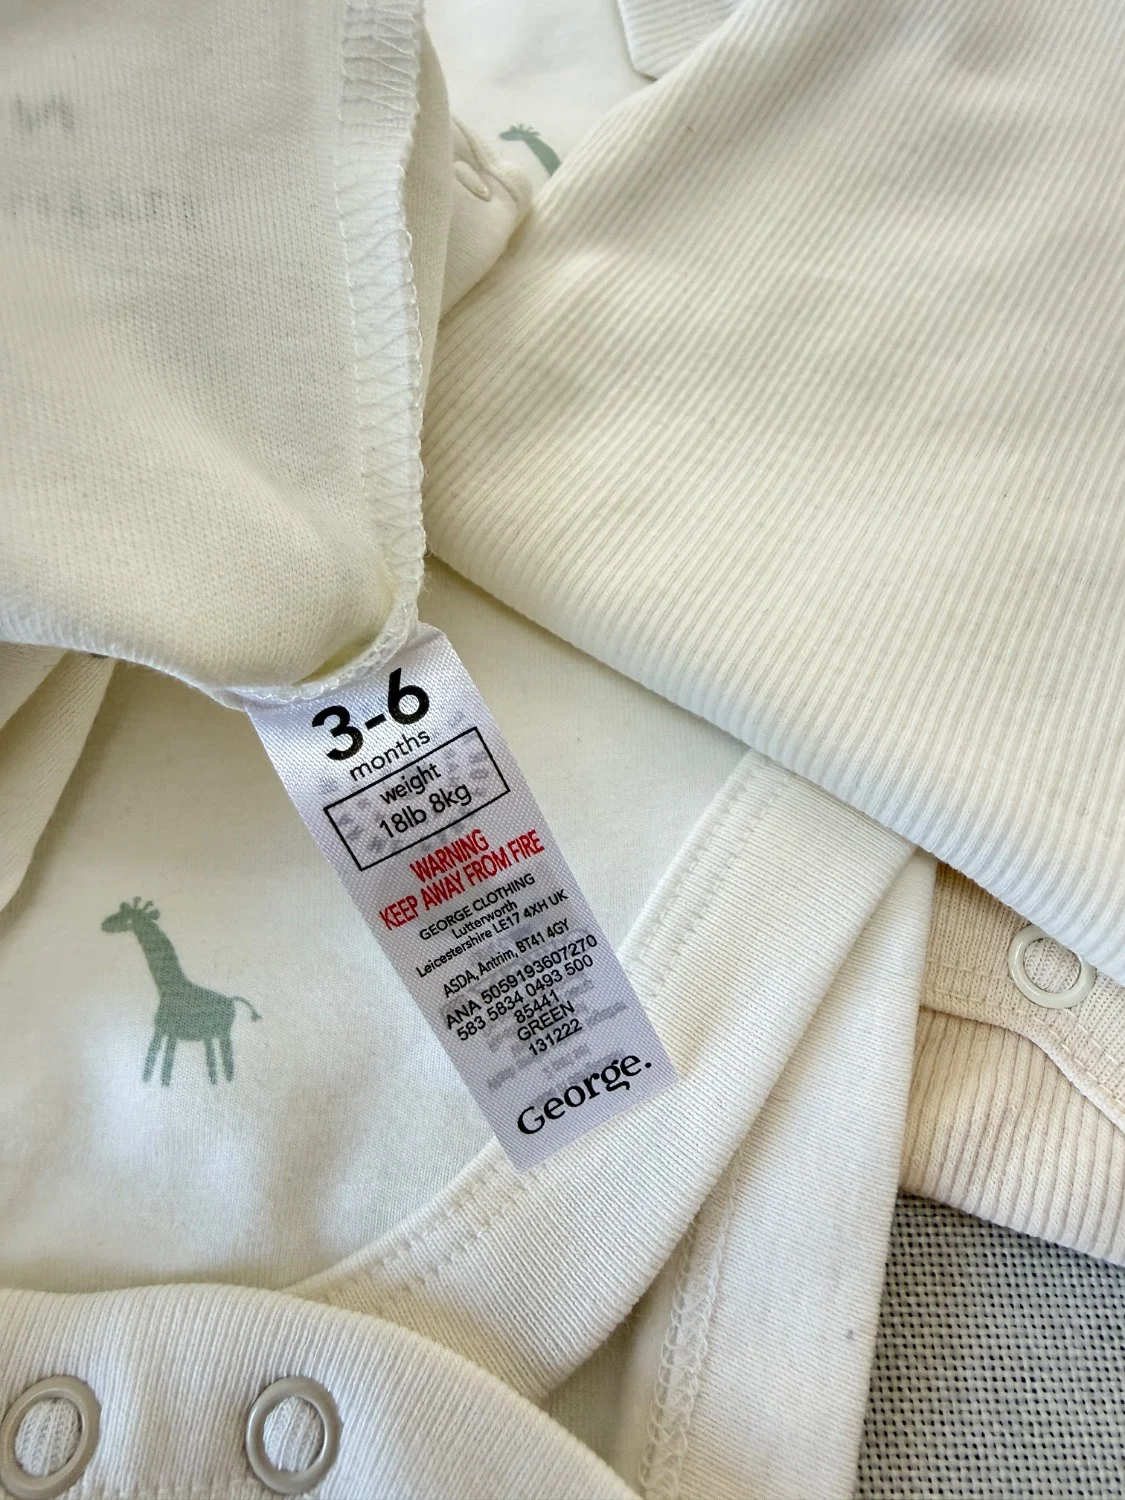 3-6
months
weight
18lb 8kg
WARNING
KEEP AWAY FROM FIRE
GEORGE CLOTHING
Lutterworth
Leicestershire LE17 4XH UK
ASDA, Antrim, BT41 4GY
ANA 5059193607270
583 5834 0493 500
85441
GREEN
131222
George.